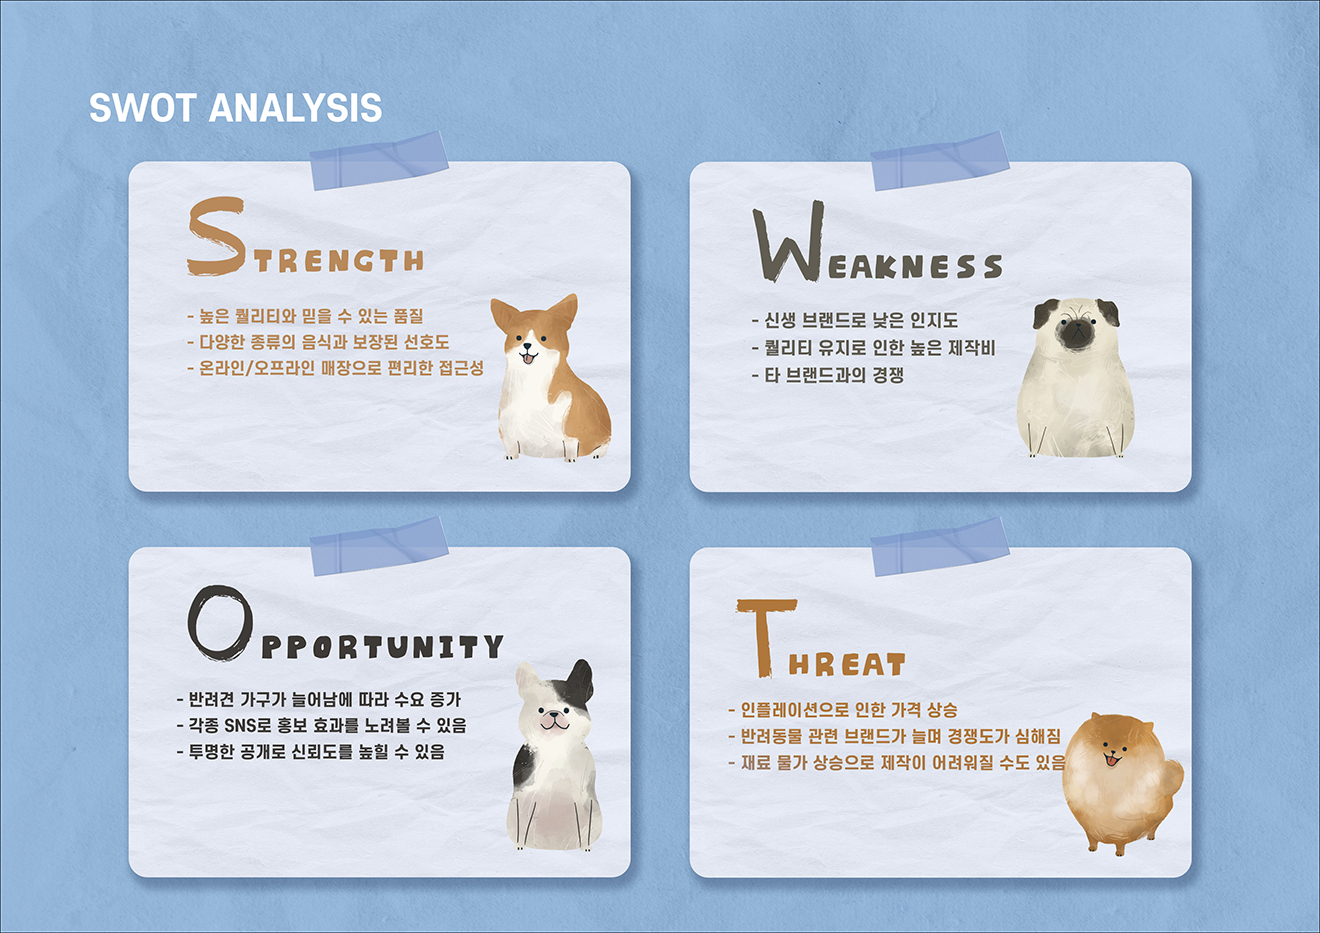 SWOT ANALYSIS
STRENGTH
- 높은 퀄리티와 믿을 수 있는 품질
- 다양한 종류의 음식과 보장된 선호도
- 온라인/오프라인 매장으로 편리한 접근성
WEAKNESS
- 신생 브랜드로 낮은 인지도
- 퀄리티 유지로 인한 높은 제작비
- 타 브랜드과의 경쟁
OPPORTUNITY
- 반려견 가구가 늘어남에 따라 수요 증가
- 각종 SNS로 홍보 효과를 노려볼 수 있음
- 투명한 공개로 신뢰도를 높힐 수 있음
THREAT
- 인플레이션으로 인한 가격 상승
- 반려동물 관련 브랜드가 늘며 경쟁도가 심해짐
- 재료 물가 상승으로 제작이 어려워질 수도 있음